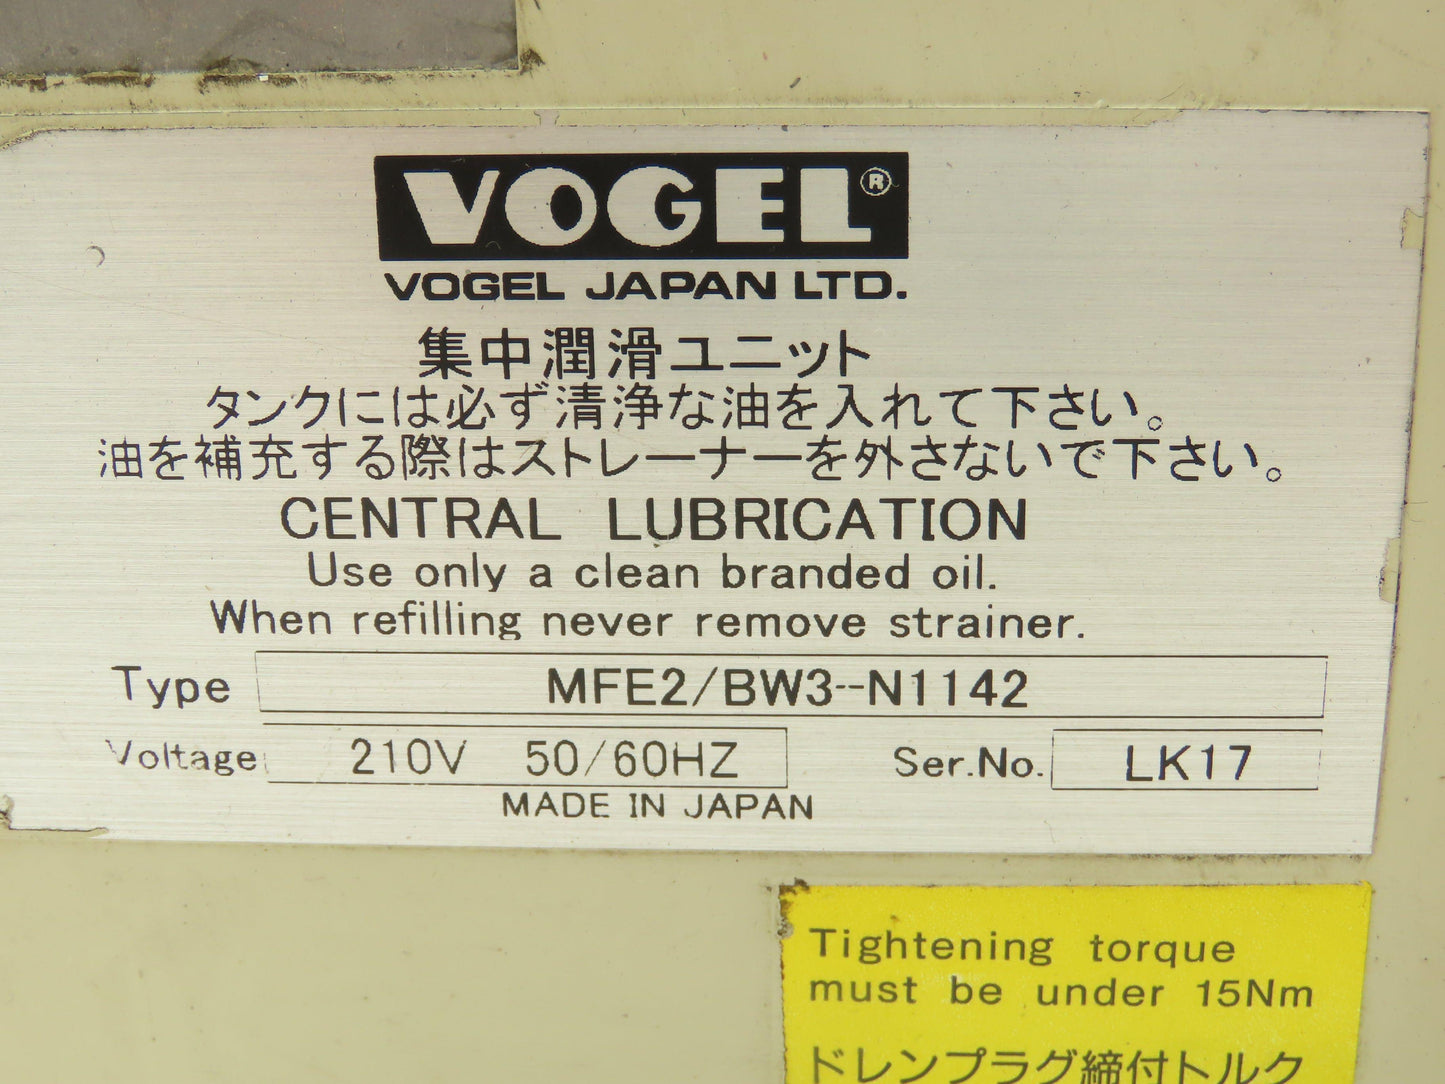 VOGEL®
VOGEL JAPAN LTD.
集中潤滑ユニット
タンクには必ず清浄な油を入れて下さい。
油を補充する際はストレーナーを外さないで下さい。
CENTRAL LUBRICATION
Use only a clean branded oil.
When refilling never remove strainer.
Type MFE2/BW3--N1142
Voltage 210V 50/60HZ Ser.No. LK17
MADE IN JAPAN
Tightening torque
must be under 15Nm
ドレンプラグ締付トルク